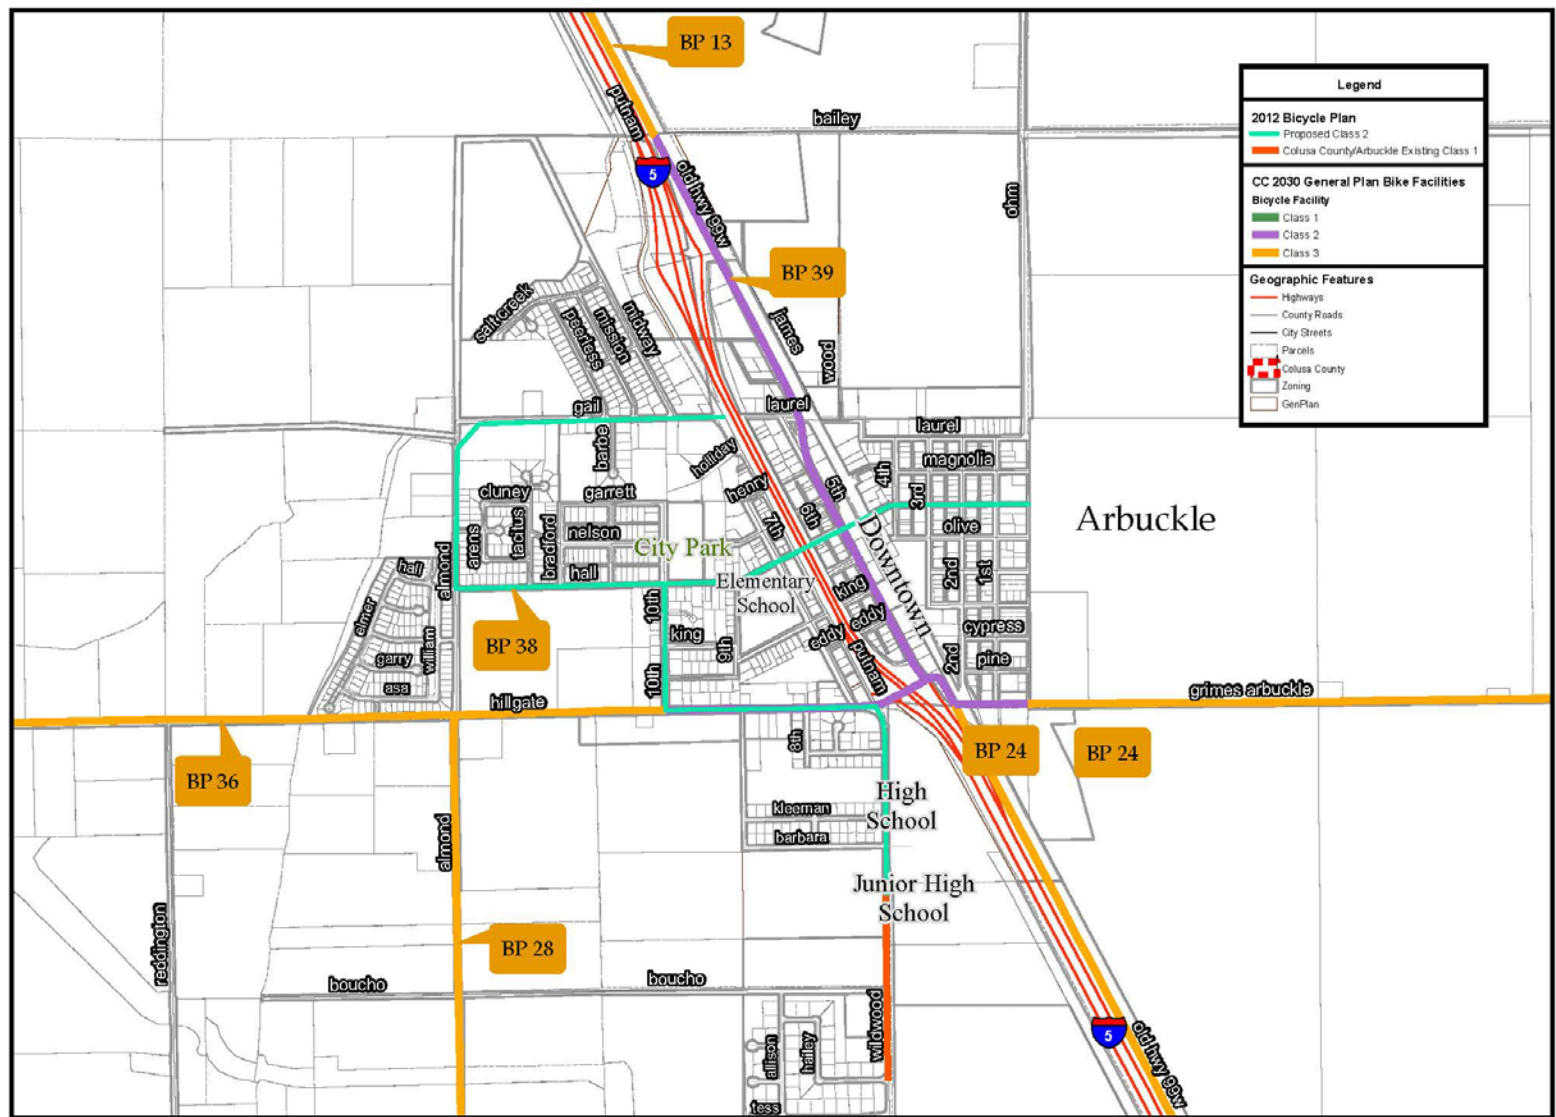 BP 13
Legend
2012 Bicycle Plan
Proposed Class 2
Colusa County/Arbuckle Existing Class 1
CC 2030 General Plan Bike Facilities
Bicycle Facility
Class 1
Class 2
Class 3
Geographic Features
Highways
County Roads
City Streets
Parcels
Colusa County
Zoning
GenPlan
putnam
bailey
5
old hwy 99w
ohm
BP 39
salt creek
peerless
mission
midway
james
wood
gail
laurel
laurel
barbe
holliday
magnolia
4th
3rd
cluney
garrett
henry
5th
6th
7th
arens
tacitus
bradford
nelson
olive
Arbuckle
City Park
Downtown
hall
almond
hall
Elementary
School
2nd
1st
king
elmer
10th
eddy
cypress
william
BP 38
king
9th
eddy
putnam
2nd
pine
garry
asa
10th
hillgate
grimes arbuckle
BP 36
8th
BP 24
BP 24
High
School
kleeman
barbara
almond
Junior High
School
reddington
BP 28
boucho
boucho
wildwood
allison
hailey
tess
5
old hwy 99w